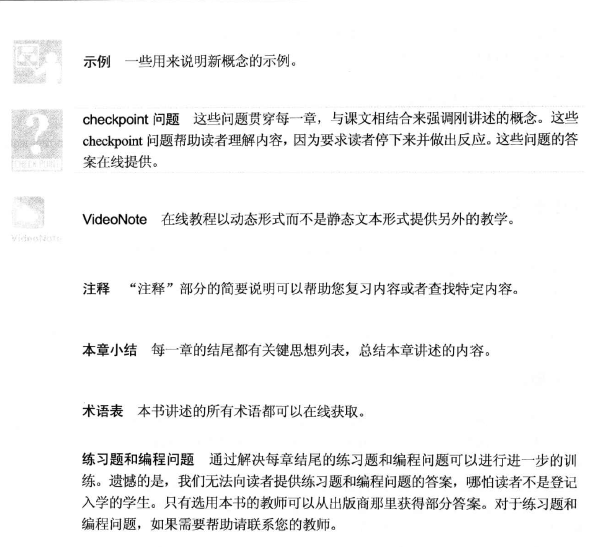 示例 一些用来说明新概念的示例。
checkpoint 问题 这些问题贯穿每一章，与课文相结合来强调刚讲述的概念。这些
checkpoint 问题帮助读者理解内容，因为要求读者停下来并做出反应。这些问题的答
案在线提供。
VideoNote 在线教程以动态形式而不是静态文本形式提供另外的教学。
注释 “注释”部分的简要说明可以帮助您复习内容或者查找特定内容。
本章小结 每一章的结尾都有关键思想列表，总结本章讲述的内容。
术语表 本书讲述的所有术语都可以在线获取。
练习题和编程问题 通过解决每章结尾的练习题和编程问题可以进行进一步的训
练。遗憾的是，我们无法向读者提供练习题和编程问题的答案，哪怕读者不是登记
入学的学生。只有选用本书的教师可以从出版商那里获得部分答案。对于练习题和
编程问题，如果需要帮助请联系您的教师。